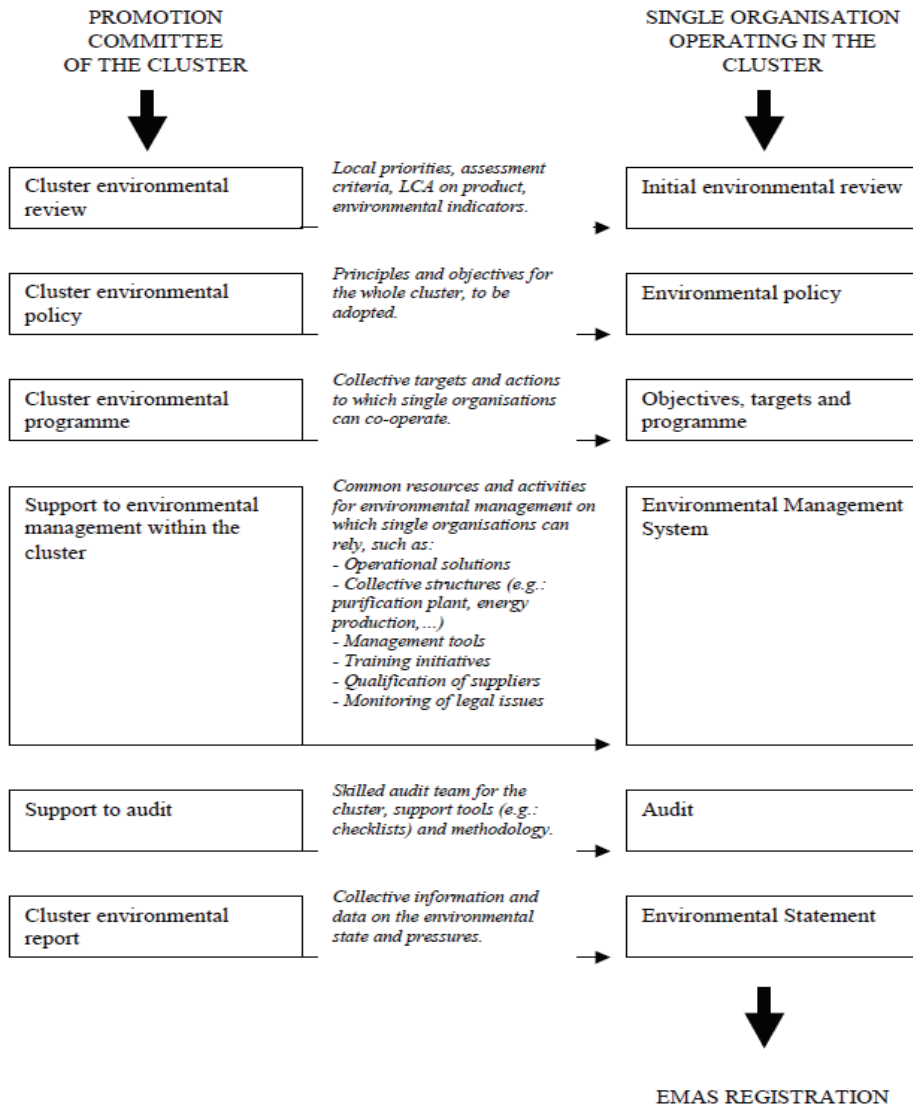 PROMOTION
COMMITTEE
OF THE CLUSTER
SINGLE ORGANISATION
OPERATING IN THE
CLUSTER
Cluster environmental
review
Local priorities, assessment
criteria, LCA on product,
environmental indicators.
Initial environmental review
Cluster environmental
policy
Principles and objectives for
the whole cluster, to be
adopted.
Environmental policy
Cluster environmental
programme
Collective targets and actions
to which single organisations
can co-operate.
Objectives, targets and
programme
Support to environmental
management within the
cluster
Common resources and activities
for environmental management on
which single organisations can
rely, such as:
- Operational solutions
- Collective structures (e.g.:
purification plant, energy
production,...)
- Management tools
- Training initiatives
- Qualification of suppliers
- Monitoring of legal issues
Environmental Management
System
Support to audit
Skilled audit team for the
cluster, support tools (e.g.:
checklists) and methodology.
Audit
Cluster environmental
report
Collective information and
data on the environmental
state and pressures.
Environmental Statement
EMAS REGISTRATION